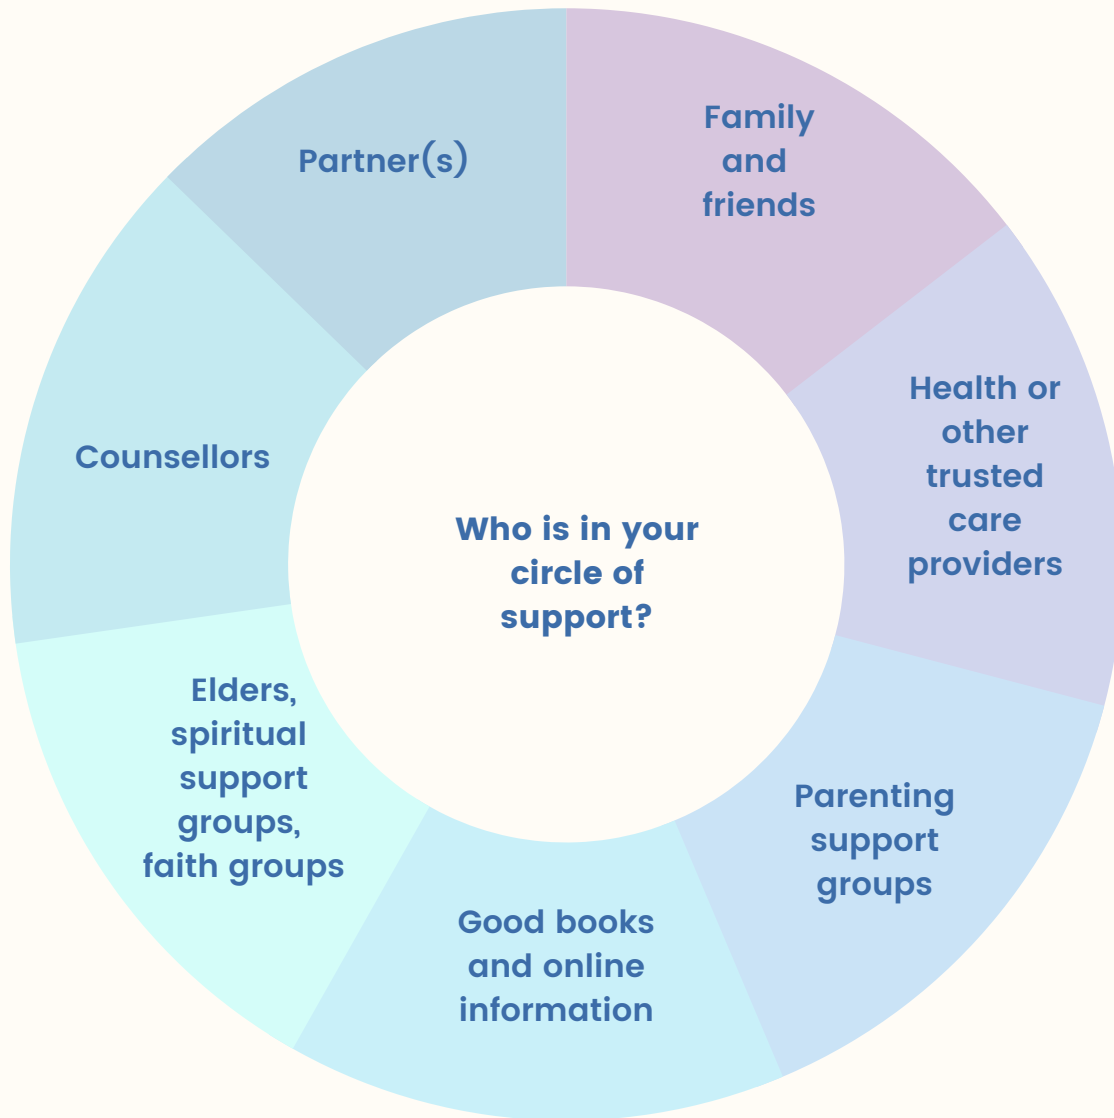 Partner(s)
Family
and
friends
Health or
other
trusted
care
providers
Counsellors
Who is in your
circle of
support?
Elders,
spiritual
support
groups,
faith groups
Parenting
support
groups
Good books
and online
information